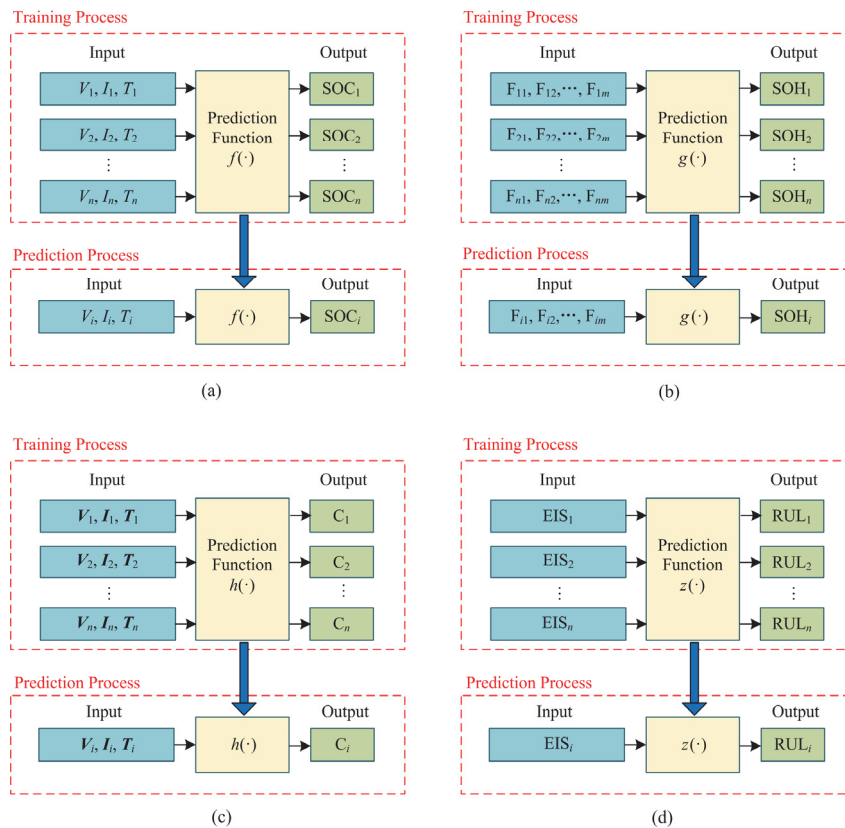 Training Process
Input
Output
V₁, I₁, T₁
Prediction
Function
f(·)
SOC₁
V₂, I₂, T₂
SOC₂
⋮
⋮
Vₙ, Iₙ, Tₙ
SOCₙ
Prediction Process
Input
Output
Vᵢ, Iᵢ, Tᵢ
f(·)
SOCᵢ
(a)
Training Process
Input
Output
F₁₁, F₁₂,⋯, F₁ₘ
Prediction
Function
g(·)
SOH₁
F₂₁, F₂₂,⋯, F₂ₘ
SOH₂
⋮
⋮
Fₙ₁, Fₙ₂,⋯, Fₙₘ
SOHₙ
Prediction Process
Input
Output
Fᵢ₁, Fᵢ₂,⋯, Fᵢₘ
g(·)
SOHᵢ
(b)
Training Process
Input
Output
V₁, I₁, T₁
Prediction
Function
h(·)
C₁
V₂, I₂, T₂
C₂
⋮
⋮
Vₙ, Iₙ, Tₙ
Cₙ
Prediction Process
Input
Output
Vᵢ, Iᵢ, Tᵢ
h(·)
Cᵢ
(c)
Training Process
Input
Output
EIS₁
Prediction
Function
z(·)
RUL₁
EIS₂
RUL₂
⋮
⋮
EISₙ
RULₙ
Prediction Process
Input
Output
EISᵢ
z(·)
RULᵢ
(d)